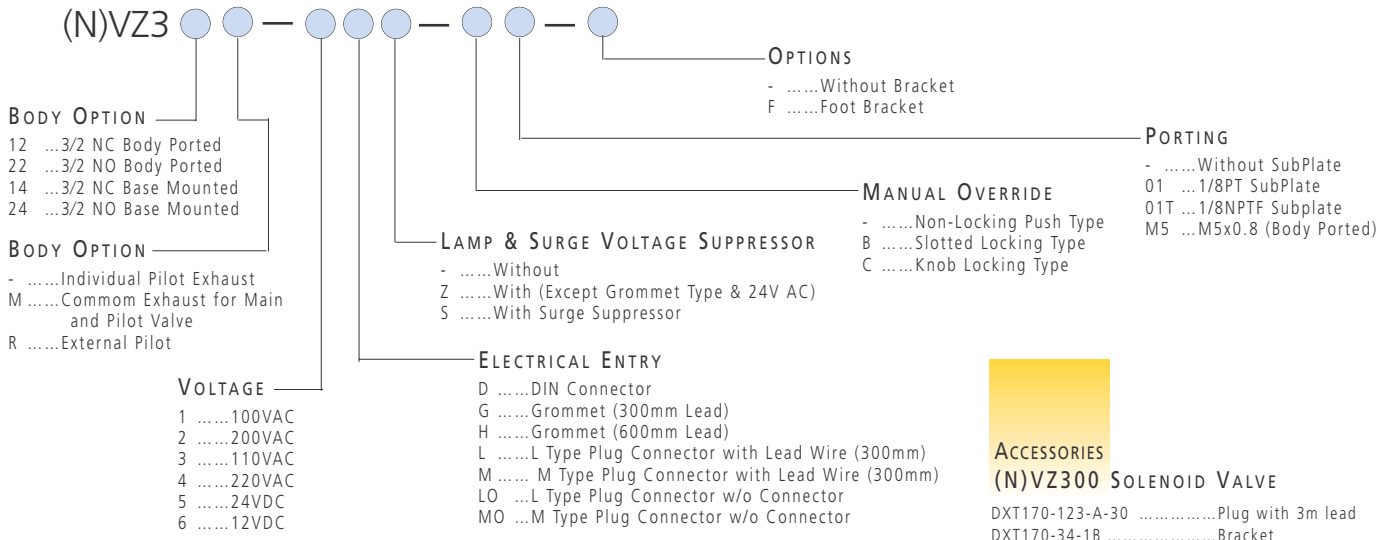 (N)VZ3 — — —
OPTIONS
- ......Without Bracket
F ......Foot Bracket
BODY OPTION
12 ...3/2 NC Body Ported
22 ...3/2 NO Body Ported
14 ...3/2 NC Base Mounted
24 ...3/2 NO Base Mounted
PORTING
- ......Without SubPlate
01 ...1/8PT SubPlate
01T ...1/8NPTF Subplate
M5 ...M5x0.8 (Body Ported)
MANUAL OVERRIDE
- ......Non-Locking Push Type
B ......Slotted Locking Type
C ......Knob Locking Type
BODY OPTION
- ......Individual Pilot Exhaust
M ......Commom Exhaust for Main
and Pilot Valve
R ......External Pilot
LAMP & SURGE VOLTAGE SUPPRESSOR
- ......Without
Z ......With (Except Grommet Type & 24V AC)
S ......With Surge Suppressor
VOLTAGE
1 ......100VAC
2 ......200VAC
3 ......110VAC
4 ......220VAC
5 ......24VDC
6 ......12VDC
ELECTRICAL ENTRY
D ......DIN Connector
G ......Grommet (300mm Lead)
H ......Grommet (600mm Lead)
L ......L Type Plug Connector with Lead Wire (300mm)
M ...... M Type Plug Connector with Lead Wire (300mm)
LO ...L Type Plug Connector w/o Connector
MO ...M Type Plug Connector w/o Connector
ACCESSORIES
(N)VZ300 SOLENOID VALVE
DXT170-123-A-30 ...............Plug with 3m lead
DXT170-34-1B .....................Bracket